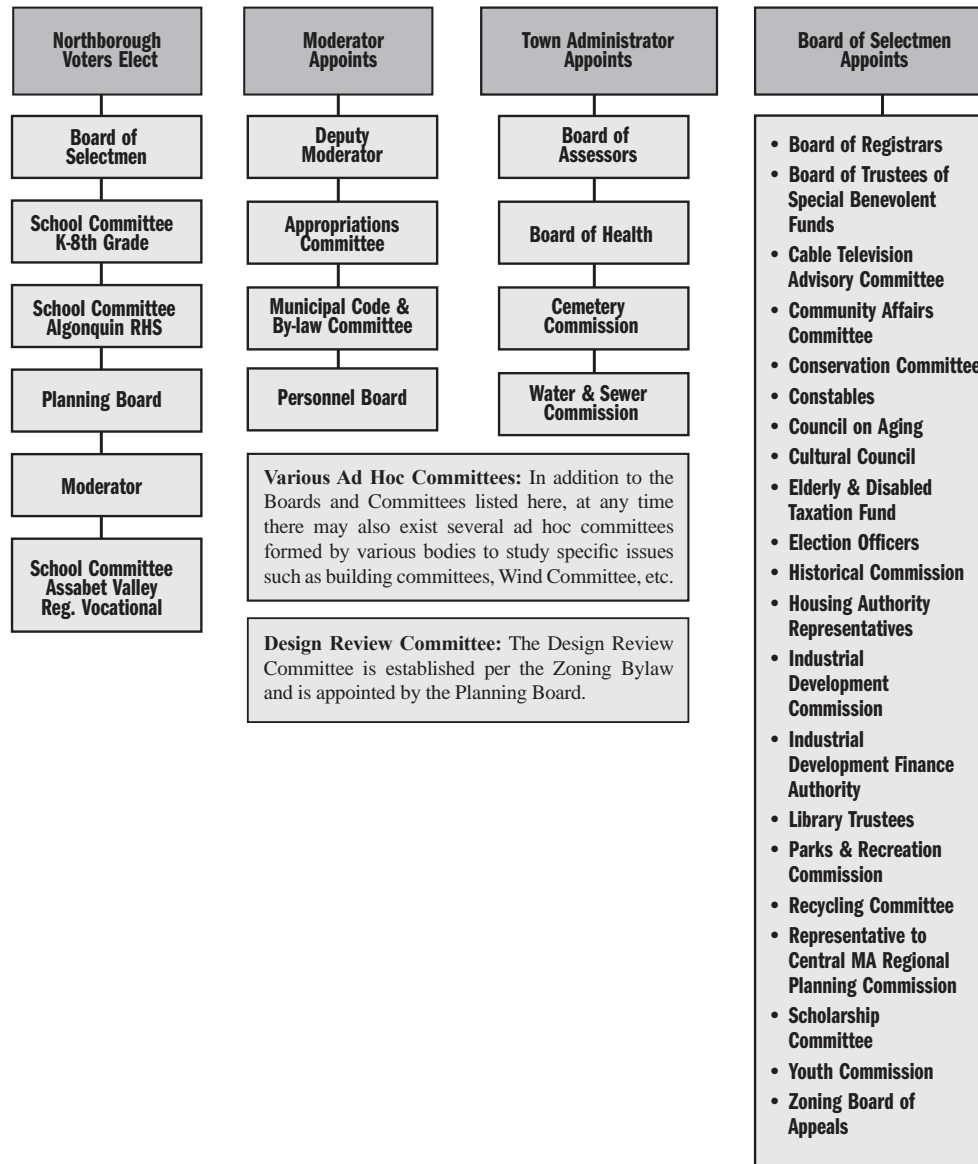 Northborough
Voters Elect
Board of
Selectmen
School Committee
K-8th Grade
School Committee
Algonquin RHS
Planning Board
Moderator
School Committee
Assabet Valley
Reg. Vocational
Moderator
Appoints
Deputy
Moderator
Appropriations
Committee
Municipal Code &
By-law Committee
Personnel Board
Town Administrator
Appoints
Board of
Assessors
Board of Health
Cemetery
Commission
Water & Sewer
Commission
Various Ad Hoc Committees: In addition to the
Boards and Committees listed here, at any time
there may also exist several ad hoc committees
formed by various bodies to study specific issues
such as building committees, Wind Committee, etc.
Design Review Committee: The Design Review
Committee is established per the Zoning Bylaw
and is appointed by the Planning Board.
Board of Selectmen
Appoints
• Board of Registrars
• Board of Trustees of
Special Benevolent
Funds
• Cable Television
Advisory Committee
• Community Affairs
Committee
• Conservation Committee
• Constables
• Council on Aging
• Cultural Council
• Elderly & Disabled
Taxation Fund
• Election Officers
• Historical Commission
• Housing Authority
Representatives
• Industrial
Development
Commission
• Industrial
Development Finance
Authority
• Library Trustees
• Parks & Recreation
Commission
• Recycling Committee
• Representative to
Central MA Regional
Planning Commission
• Scholarship
Committee
• Youth Commission
• Zoning Board of
Appeals